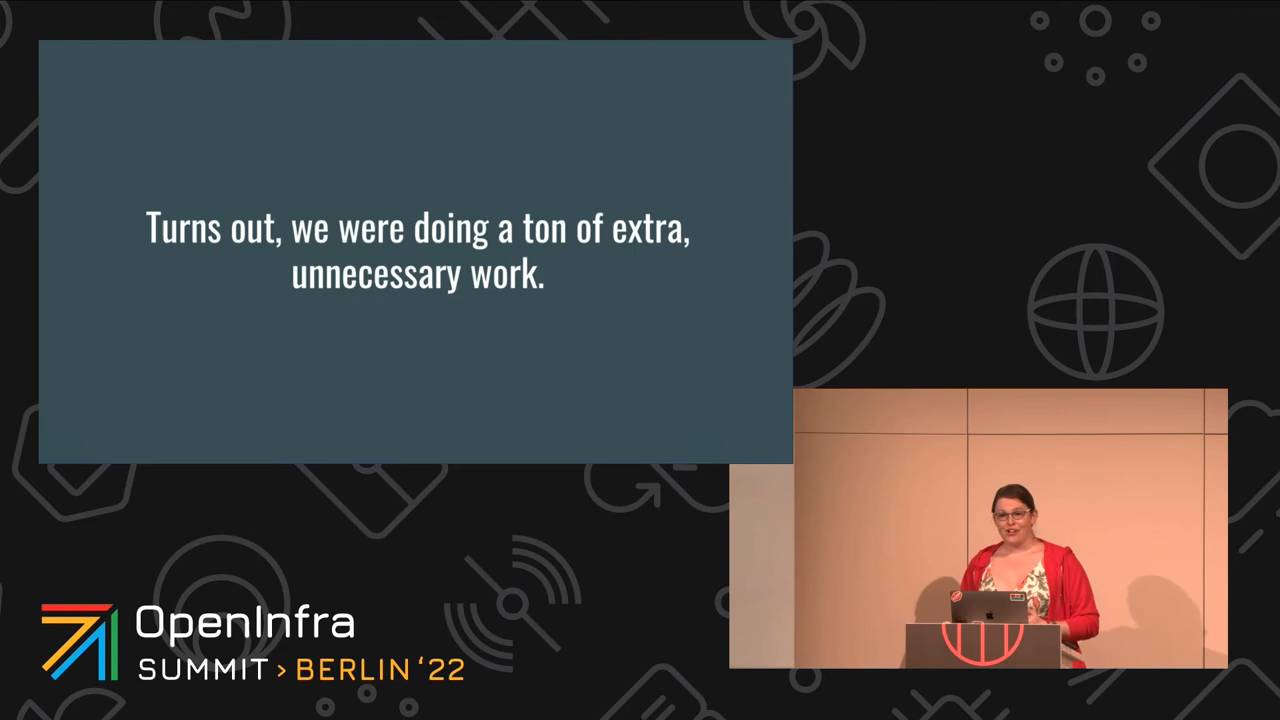 Turns out, we were doing a ton of extra,
unnecessary work.
OpenInfra
SUMMIT > BERLIN ‘22